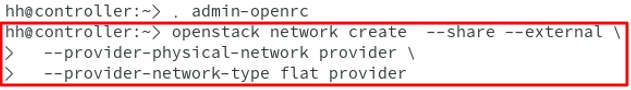 hh@controller:~> . admin-openrc
hh@controller:~> openstack network create  --share --external \
>   --provider-physical-network provider \
>   --provider-network-type flat provider